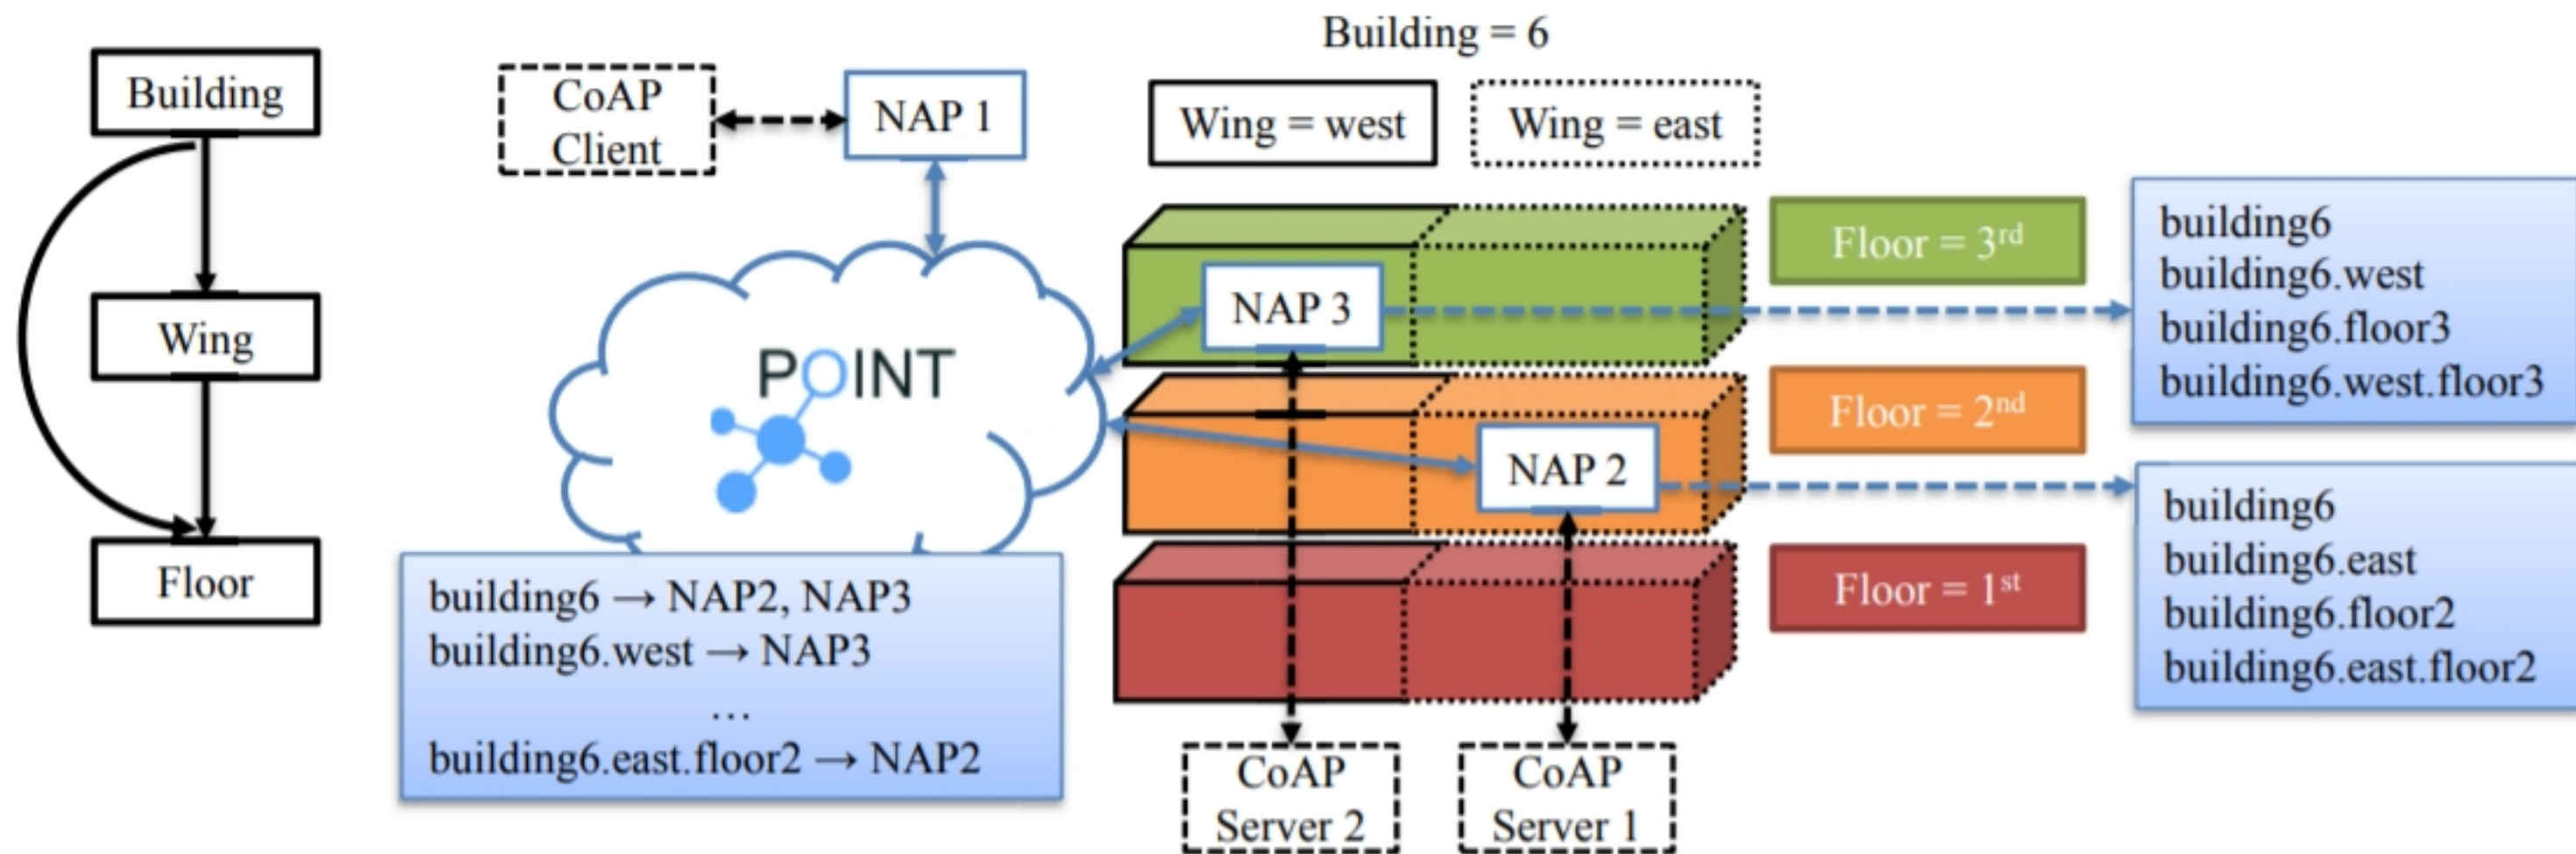 Building
Wing
Floor
CoAP
Client
NAP 1
POINT
building6 → NAP2, NAP3
building6.west → NAP3
...
building6.east.floor2 → NAP2
Building = 6
Wing = west
Wing = east
NAP 3
NAP 2
Floor = 3rd
Floor = 2nd
Floor = 1st
CoAP
Server 2
CoAP
Server 1
building6
building6.west
building6.floor3
building6.west.floor3
building6
building6.east
building6.floor2
building6.east.floor2